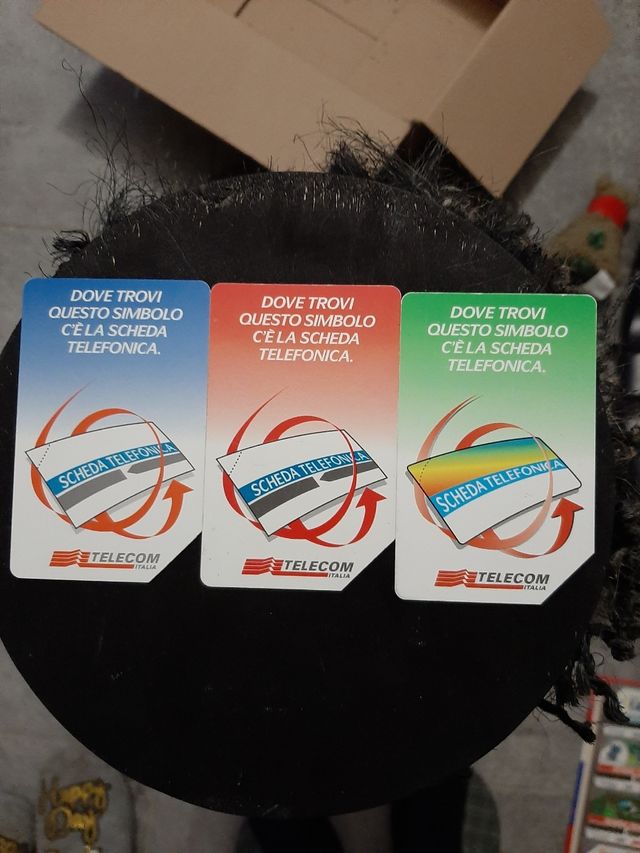 DOVE TROVI
QUESTO SIMBOLO
C'È LA SCHEDA
TELEFONICA.
SCHEDA TELEFONICA
TELECOM
ITALIA
DOVE TROVI
QUESTO SIMBOLO
C'È LA SCHEDA
TELEFONICA.
SCHEDA TELEFONICA
TELECOM
ITALIA
DOVE TROVI
QUESTO SIMBOLO
C'È LA SCHEDA
TELEFONICA.
SCHEDA TELEFONICA
TELECOM
ITALIA